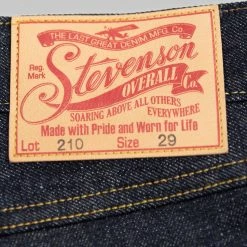 THE LAST GREAT DENIM MFG. Co
Reg.
Mark
Stevenson
OVERALL Co.
SOARING ABOVE ALL OTHERS
EVERYWHERE
Made with Pride and Worn for Life
Lot 210 Size 29